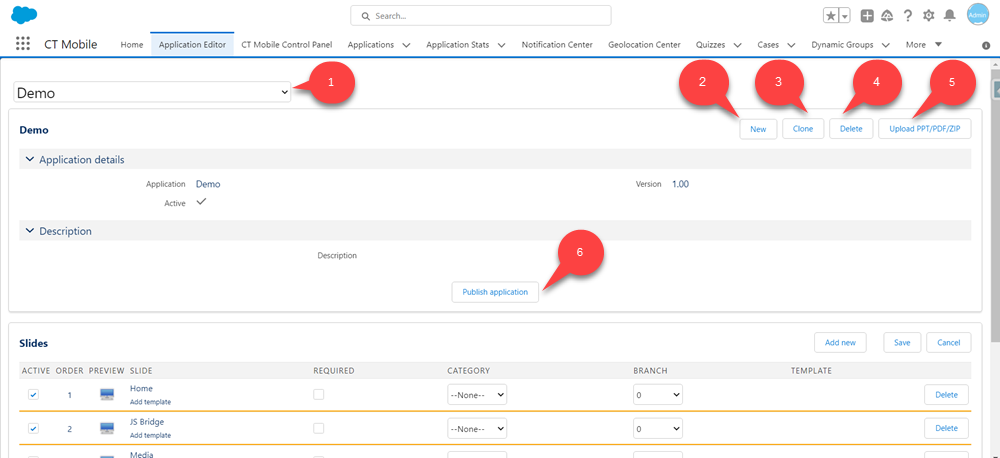 Search...
Admin
CT Mobile
Home
Application Editor
CT Mobile Control Panel
Applications
Application Stats
Notification Center
Geolocation Center
Quizzes
Cases
Dynamic Groups
More
1
2
3
4
5
Demo
Demo
New
Clone
Delete
Upload PPT/PDF/ZIP
Application details
Application Demo
Version 1.00
Active
Description
Description
6
Publish application
Slides
Add new
Save
Cancel
ACTIVE ORDER PREVIEW SLIDE REQUIRED CATEGORY BRANCH TEMPLATE
1 Home --None-- 0 Delete
Add template
2 JS Bridge --None-- 0 Delete
Add template
Media